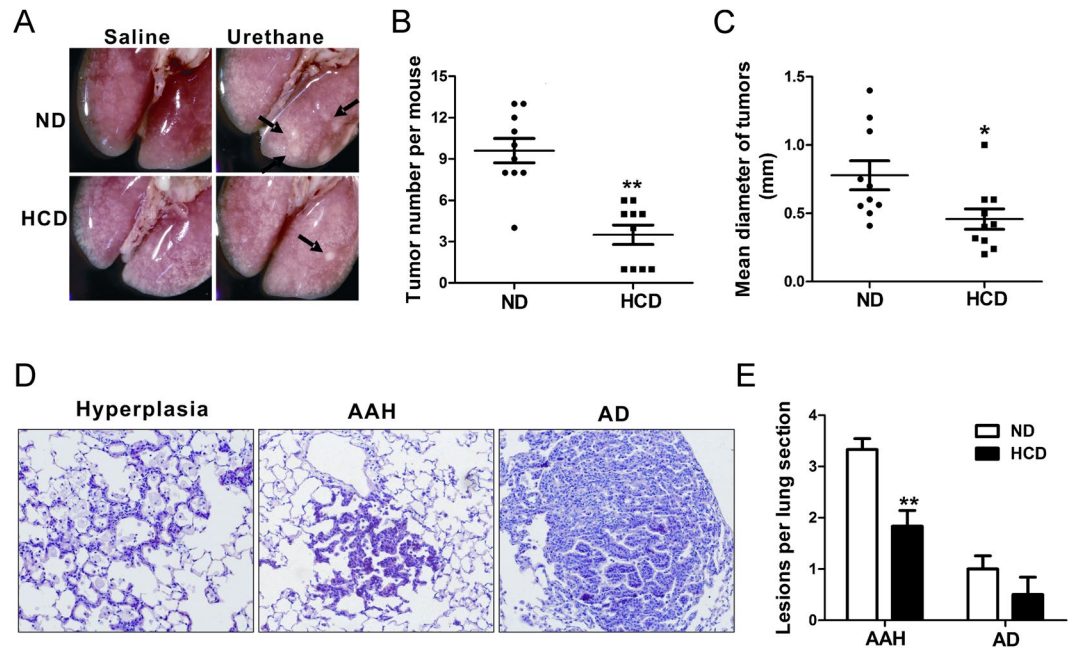 A
Saline Urethane
ND
HCD
B
Tumor number per mouse
15
12
9
6
3
0
**
ND HCD
C
Mean diameter of tumors
(mm)
1.5
1.0
0.5
0.0
*
ND HCD
D
Hyperplasia AAH AD
E
Lesions per lung section
4
3
2
1
0
ND
HCD
**
AAH AD